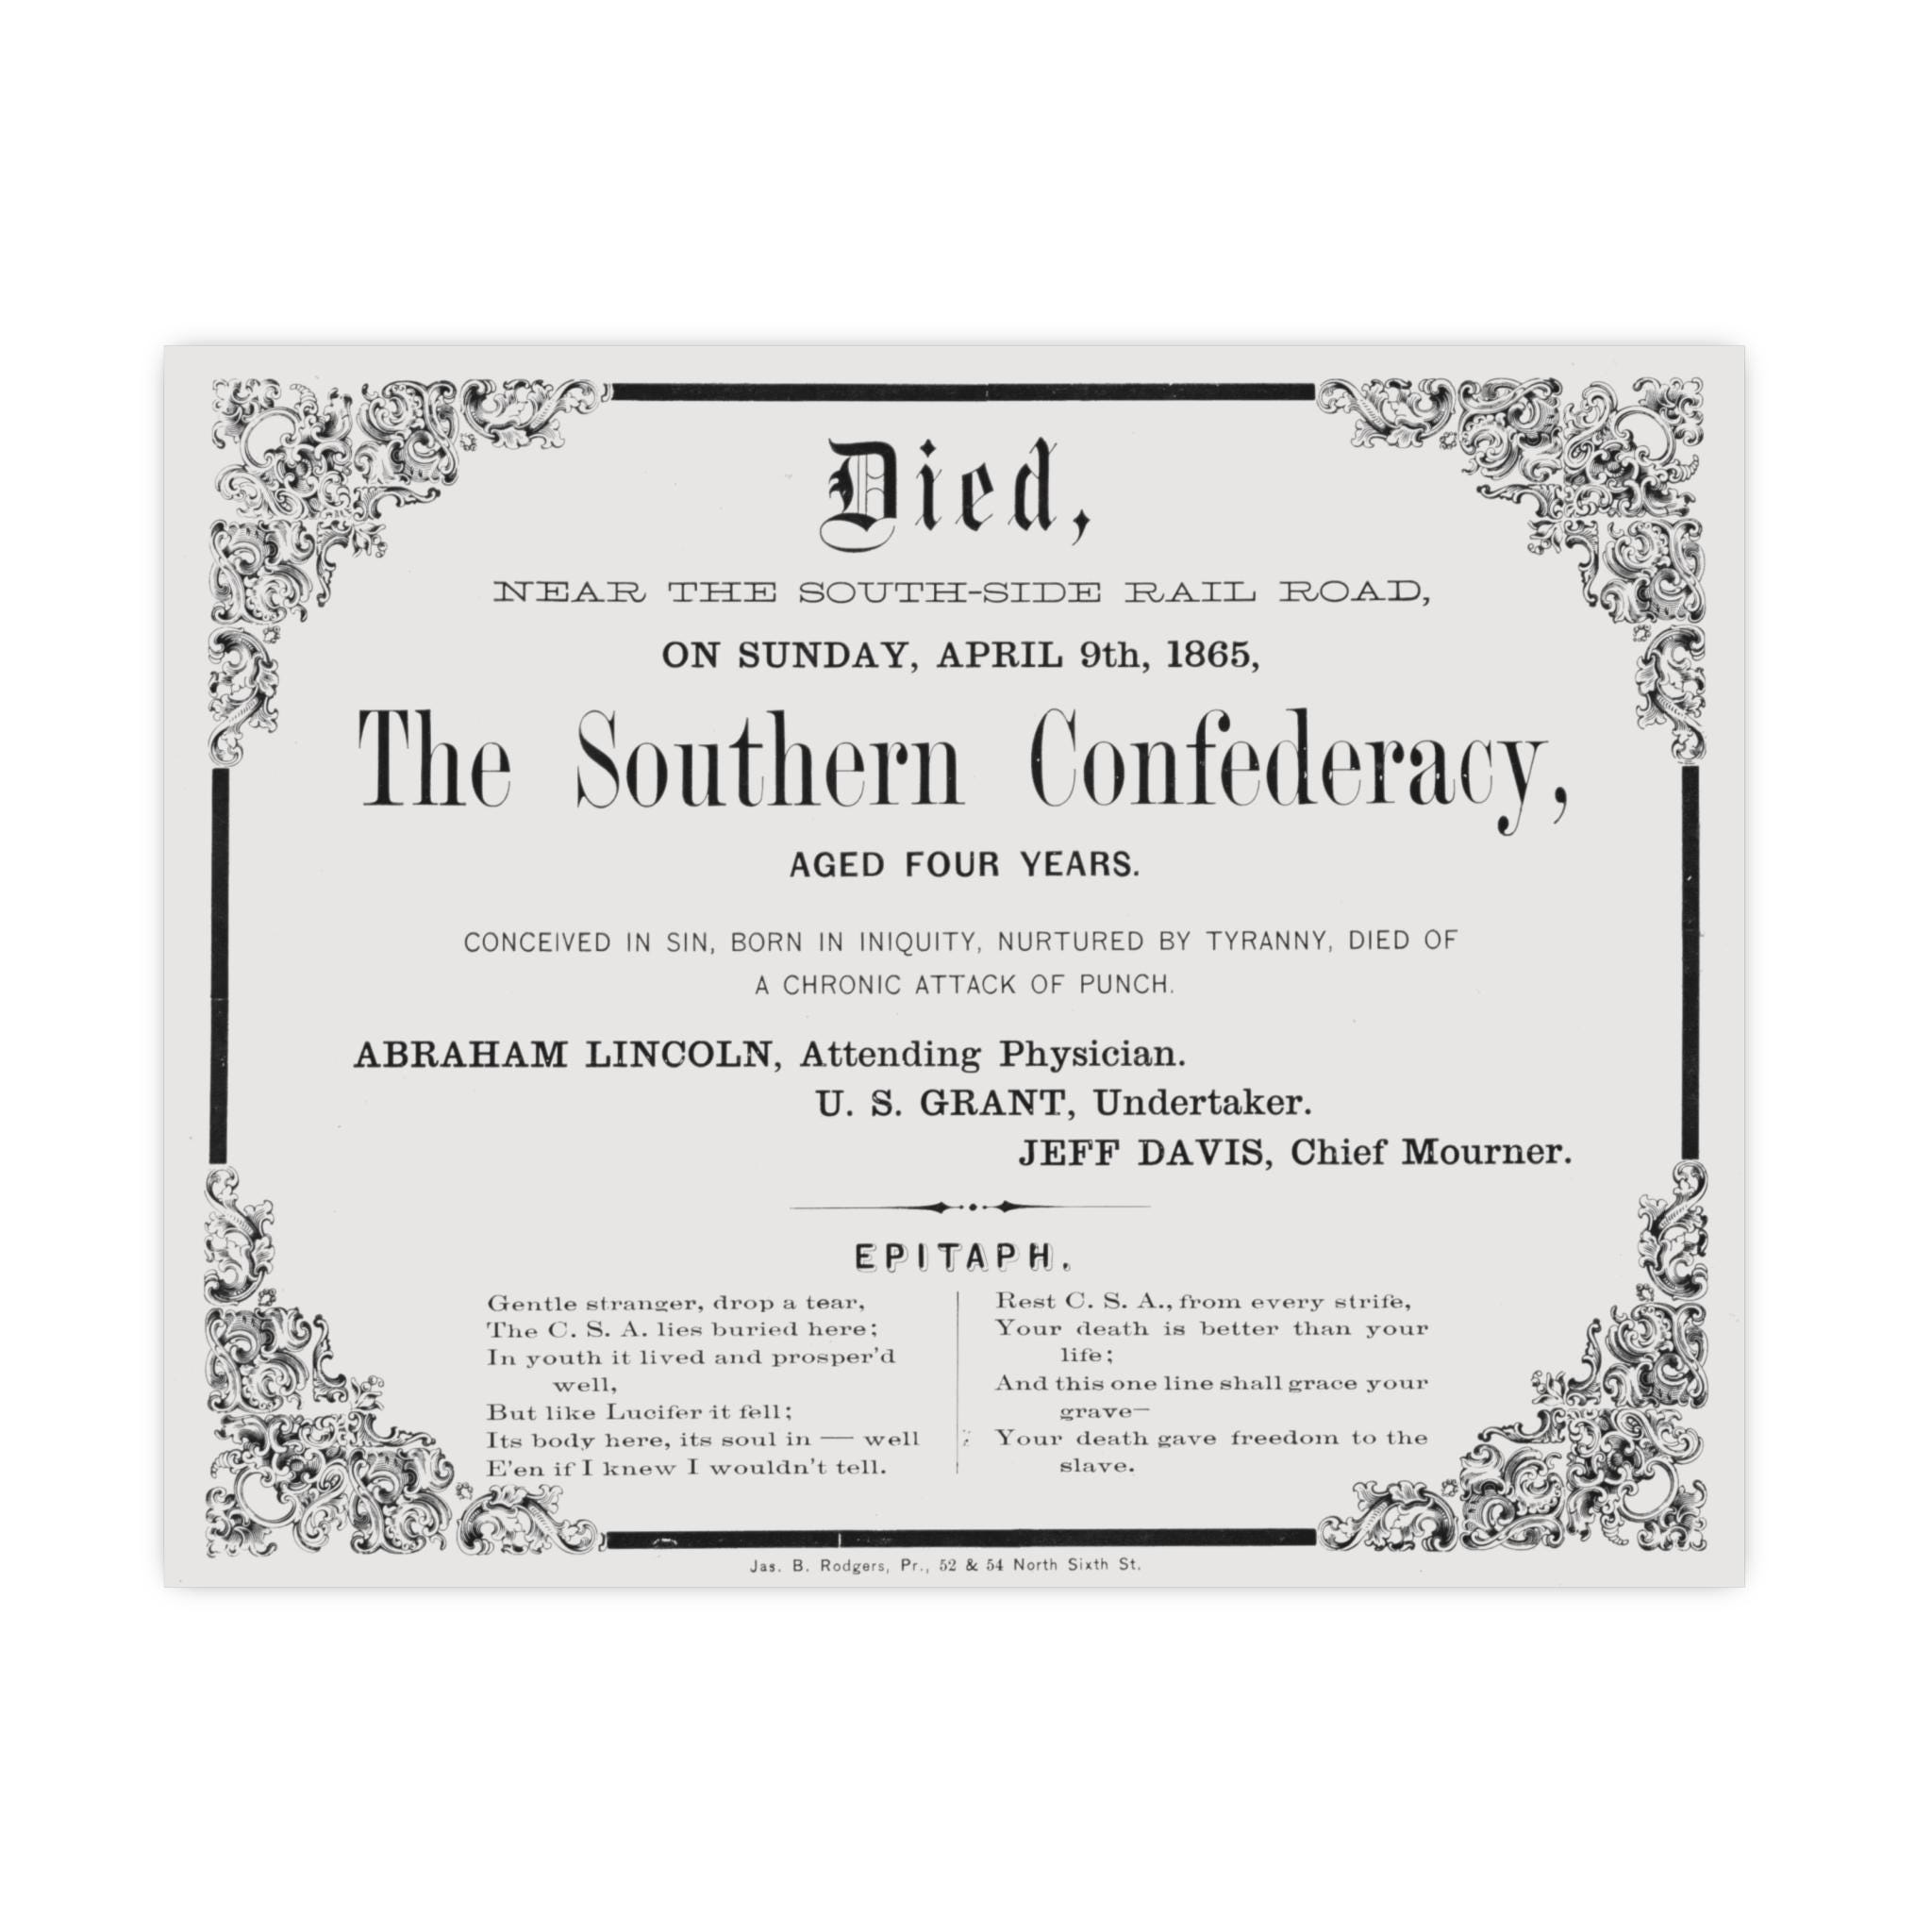 Died,
NEAR THE SOUTH-SIDE RAIL ROAD,
ON SUNDAY, APRIL 9th, 1865,
The Southern Confederacy,
AGED FOUR YEARS.
CONCEIVED IN SIN, BORN IN INIQUITY, NURTURED BY TYRANNY, DIED OF
A CHRONIC ATTACK OF PUNCH.
ABRAHAM LINCOLN, Attending Physician.
U. S. GRANT, Undertaker.
JEFF DAVIS, Chief Mourner.
EPITAPH.
Gentle stranger, drop a tear,
The C. S. A. lies buried here;
In youth it lived and prosper'd
well,
But like Lucifer it fell;
Its body here, its soul in — well
E'en if I knew I wouldn't tell.
Rest C. S. A., from every strife,
Your death is better than your
life;
And this one line shall grace your
grave—
Your death gave freedom to the
slave.
Jas. B. Rodgers, Pr., 52 & 54 North Sixth St.